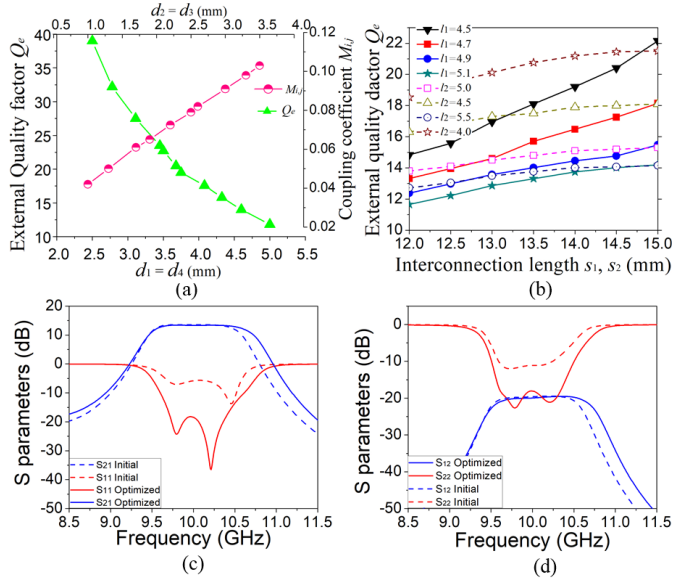 d₂ = d₃ (mm)
0.0 0.5 1.0 1.5 2.0 2.5 3.0 3.5 4.0
External Quality factor Qₑ
40
35
30
25
20
15
10
Mᵢ,ⱼ
Qₑ
0.12
0.10
0.08
0.06
0.04
0.02
Coupling coefficient Mᵢ,ⱼ
2.0 2.5 3.0 3.5 4.0 4.5 5.0 5.5
d₁ = d₄ (mm)
(a)
External quality dactor Qₑ
22
20
18
16
14
12
10
l₁=4.5
l₁=4.7
l₁=4.9
l₁=5.1
l₂=5.0
l₂=4.5
l₂=5.5
l₂=4.0
12.0 12.5 13.0 13.5 14.0 14.5 15.0
Interconnection length s₁, s₂ (mm)
(b)
S parameters (dB)
20
10
0
-10
-20
-30
-40
-50
S21 Initial
S11 Initial
S11 Optimized
S21 Optimized
8.5 9.0 9.5 10.0 10.5 11.0 11.5
Frequency (GHz)
(c)
S parameters (dB)
0
-10
-20
-30
-40
-50
S12 Optimized
S22 Optimized
S12 Initial
S22 Initial
8.5 9.0 9.5 10.0 10.5 11.0 11.5
Frequency (GHz)
(d)